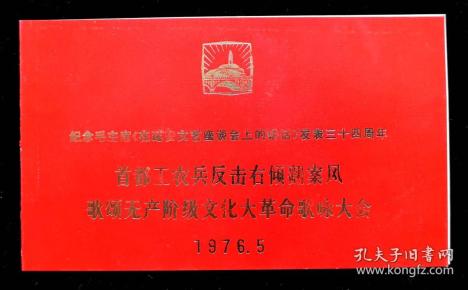 纪念毛主席《在延安文艺座谈会上的讲话》发表三十四周年
首都工农兵反击右倾翻案风
歌颂无产阶级文化大革命歌咏大会
1976.5
孔夫子旧书网
www.kongfz.com